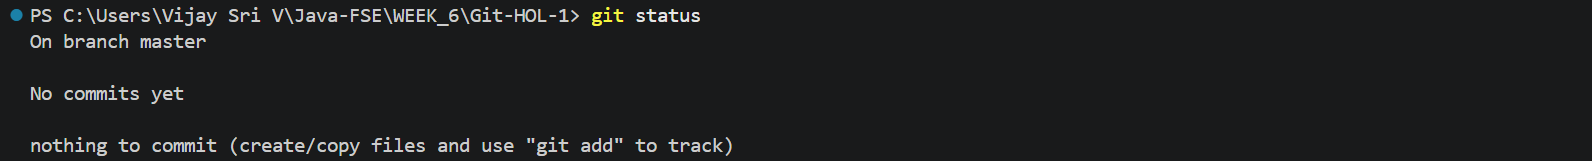 PS C:\Users\Vijay Sri V\Java-FSE\WEEK_6\Git-HOL-1> git status
On branch master
No commits yet
nothing to commit (create/copy files and use "git add" to track)